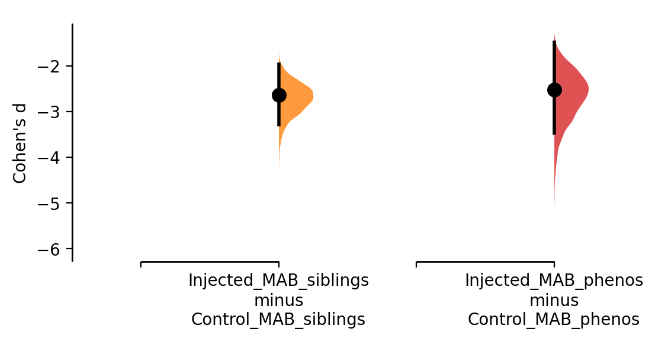 Cohen's d
−2
−3
−4
−5
−6
Injected_MAB_siblings
minus
Control_MAB_siblings
Injected_MAB_phenos
minus
Control_MAB_phenos